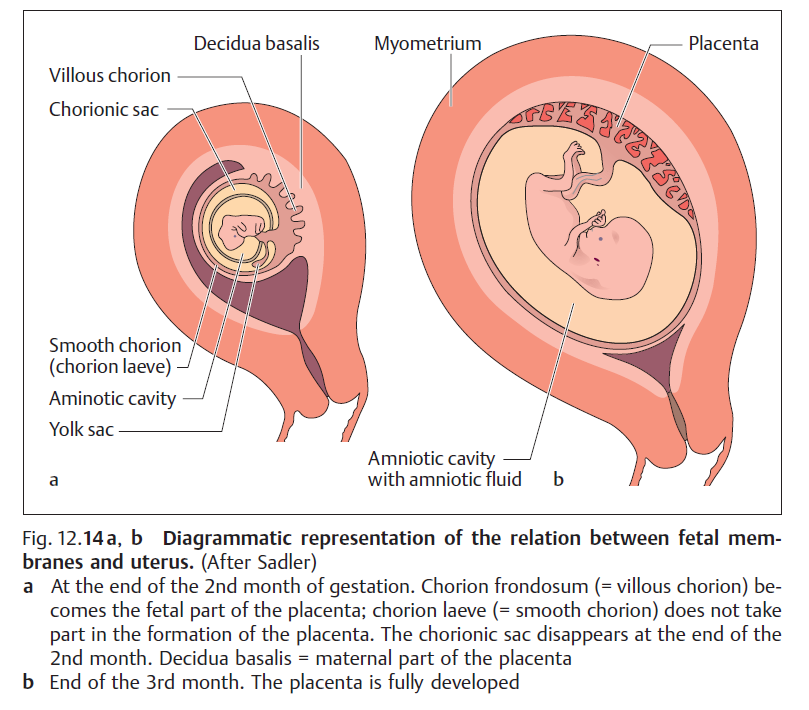 Decidua basalis
Myometrium
Placenta
Villous chorion
Chorionic sac
Smooth chorion
(chorion laeve)
Aminotic cavity
Yolk sac
Amniotic cavity
with amniotic fluid
a
b
Fig. 12.14 a, b Diagrammatic representation of the relation between fetal mem-
branes and uterus. (After Sadler)
a At the end of the 2nd month of gestation. Chorion frondosum (= villous chorion) be-
comes the fetal part of the placenta; chorion laeve (= smooth chorion) does not take
part in the formation of the placenta. The chorionic sac disappears at the end of the
2nd month. Decidua basalis = maternal part of the placenta
b End of the 3rd month. The placenta is fully developed